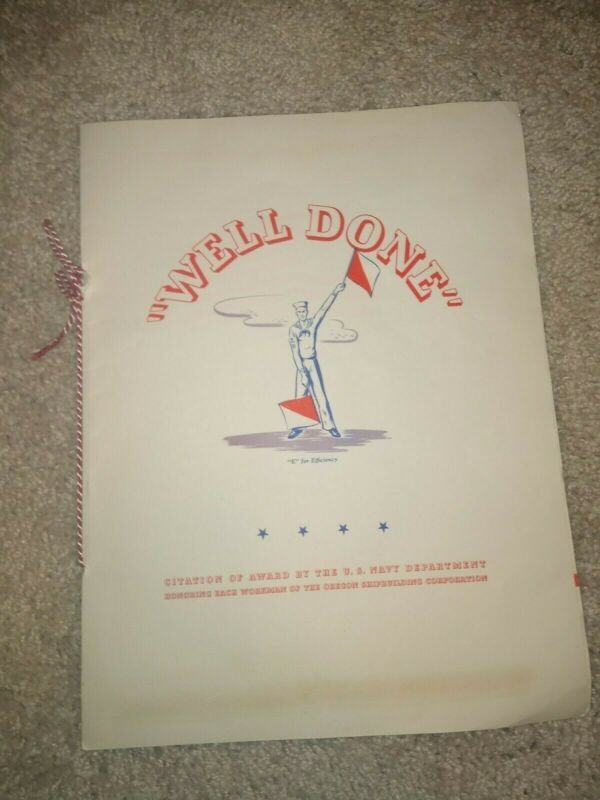 "WELL DONE"
"E" for Efficiency
CITATION OF AWARD BY THE U. S. NAVY DEPARTMENT
HONORING EACH WORKMAN OF THE OREGON SHIPBUILDING CORPORATION